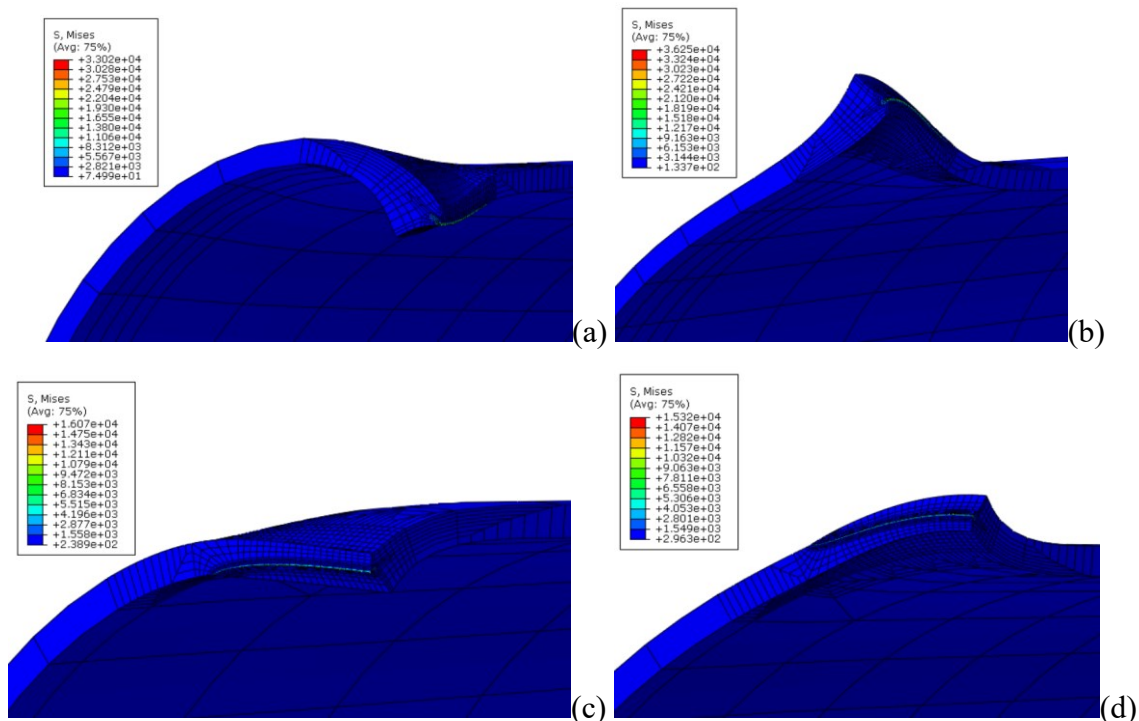 S, Mises
(Avg: 75%)
+3.302e+04
+3.028e+04
+2.753e+04
+2.479e+04
+2.204e+04
+1.930e+04
+1.655e+04
+1.380e+04
+1.106e+04
+8.312e+03
+5.567e+03
+2.821e+03
+7.499e+01
(a)
S, Mises
(Avg: 75%)
+3.625e+04
+3.324e+04
+3.023e+04
+2.722e+04
+2.421e+04
+2.120e+04
+1.819e+04
+1.518e+04
+1.217e+04
+9.163e+03
+6.153e+03
+3.144e+03
+1.337e+02
(b)
S, Mises
(Avg: 75%)
+1.607e+04
+1.475e+04
+1.343e+04
+1.211e+04
+1.079e+04
+9.472e+03
+8.153e+03
+6.834e+03
+5.515e+03
+4.196e+03
+2.877e+03
+1.558e+03
+2.389e+02
(c)
S, Mises
(Avg: 75%)
+1.532e+04
+1.407e+04
+1.282e+04
+1.157e+04
+1.032e+04
+9.063e+03
+7.811e+03
+6.558e+03
+5.306e+03
+4.053e+03
+2.801e+03
+1.549e+03
+2.963e+02
(d)